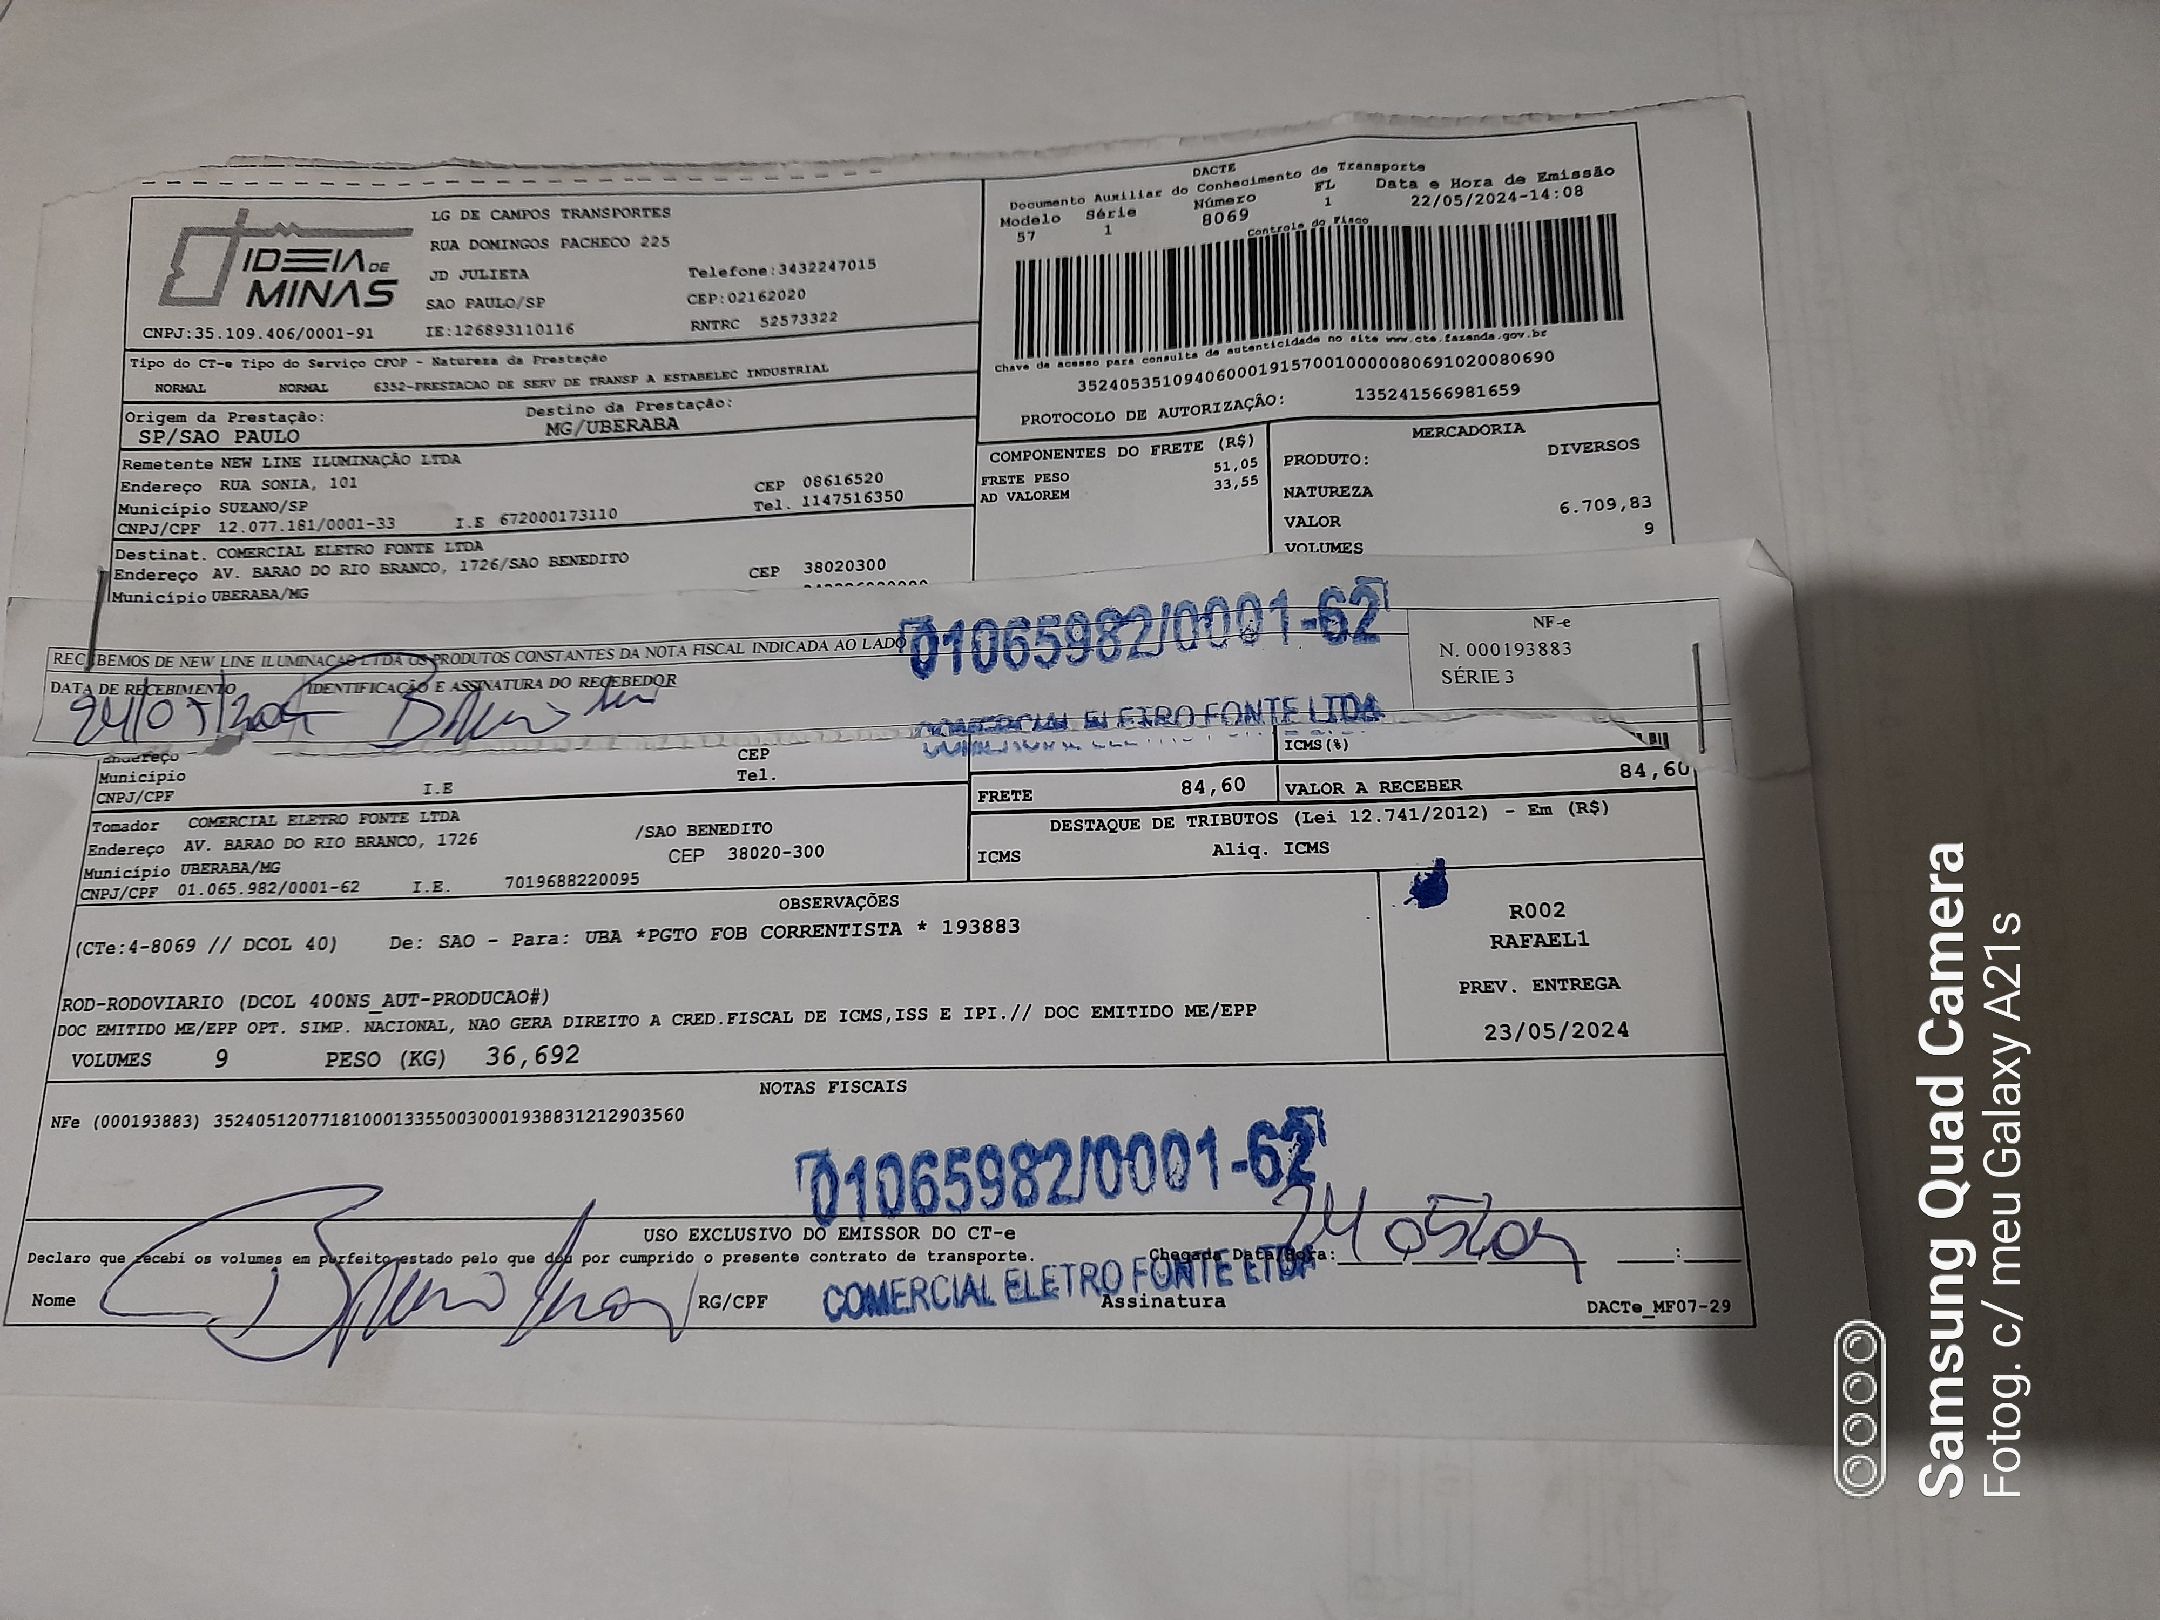 IDEIA DE MINAS
CNPJ:35.109.406/0001-91
LG DE CAMPOS TRANSPORTES
RUA DOMINGOS PACHECO 225
JD JULIETA Telefone:3432247015
SAO PAULO/SP CEP:02162020
IE:126893110116 RNTRC 52573322
DACTE
Documento Auxiliar do Conhecimento de Transporte
Modelo Série Número FL Data e Hora de Emissão
57 1 8069 1 22/05/2024-14:08
Controle do Fisco
Chave de acesso para consulta de autenticidade no site www.cte.fazenda.gov.br
35240535109406000191570010000080691020080690
PROTOCOLO DE AUTORIZAÇÃO: 135241566981659
Tipo do CT-e Tipo do Serviço CFOP - Natureza da Prestação
NORMAL NORMAL 6352-PRESTACAO DE SERV DE TRANSP A ESTABELEC INDUSTRIAL
Origem da Prestação: Destino da Prestação:
SP/SAO PAULO MG/UBERABA
Remetente NEW LINE ILUMINAÇÃO LTDA
Endereço RUA SONIA, 101 CEP 08616520
Município SUZANO/SP Tel. 1147516350
CNPJ/CPF 12.077.181/0001-33 I.E 672000173110
Destinat. COMERCIAL ELETRO FONTE LTDA
Endereço AV. BARAO DO RIO BRANCO, 1726/SAO BENEDITO CEP 38020300
Município UBERABA/MG
COMPONENTES DO FRETE (R$)
FRETE PESO 51,05
AD VALOREM 33,55
MERCADORIA
PRODUTO: DIVERSOS
NATUREZA
VALOR 6.709,83
VOLUMES 9
RECEBEMOS DE NEW LINE ILUMINACAO LTDA OS PRODUTOS CONSTANTES DA NOTA FISCAL INDICADA AO LADO
DATA DE RECEBIMENTO IDENTIFICAÇÃO E ASSINATURA DO RECEBEDOR
01065982/0001-62
COMERCIAL ELETRO FONTE LTDA
NF-e
N. 000193883
SÉRIE 3
Endereço CEP
Município Tel.
CNPJ/CPF I.E
ICMS(%)
FRETE 84,60 VALOR A RECEBER 84,60
Tomador COMERCIAL ELETRO FONTE LTDA
Endereço AV. BARAO DO RIO BRANCO, 1726 /SAO BENEDITO
Município UBERABA/MG CEP 38020-300
CNPJ/CPF 01.065.982/0001-62 I.E. 7019688220095
DESTAQUE DE TRIBUTOS (Lei 12.741/2012) - Em (R$)
ICMS Aliq. ICMS
OBSERVAÇÕES
(CTe:4-8069 // DCOL 40) De: SAO - Para: UBA *PGTO FOB CORRENTISTA * 193883
ROD-RODOVIARIO (DCOL 400NS_AUT-PRODUCAO#)
DOC EMITIDO ME/EPP OPT. SIMP. NACIONAL, NAO GERA DIREITO A CRED.FISCAL DE ICMS,ISS E IPI.// DOC EMITIDO ME/EPP
VOLUMES 9 PESO (KG) 36,692
R002
RAFAEL1
PREV. ENTREGA
23/05/2024
NOTAS FISCAIS
NFe (000193883) 35240512077181000133550030001938831212903560
01065982/0001-62
USO EXCLUSIVO DO EMISSOR DO CT-e
Declaro que recebi os volumes em perfeito estado pelo que dou por cumprido o presente contrato de transporte. Chegada Data/Hora:
COMERCIAL ELETRO FONTE LTDA
Nome RG/CPF Assinatura DACTe_MF07-29
Samsung Quad Camera
Fotog. c/ meu Galaxy A21s